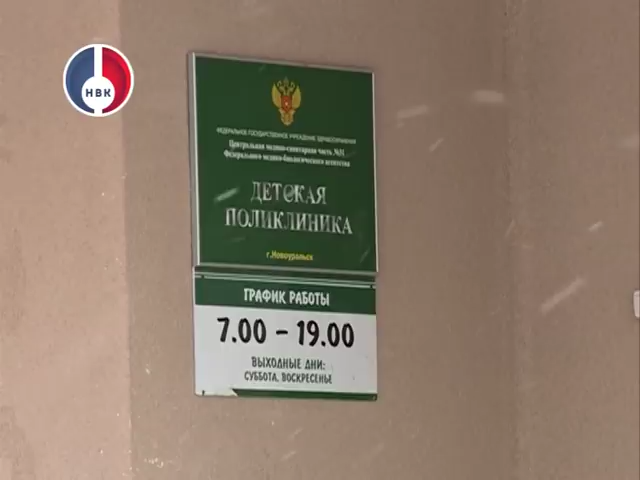 НВК
ФЕДЕРАЛЬНОЕ ГОСУДАРСТВЕННОЕ УЧРЕЖДЕНИЕ ЗДРАВООХРАНЕНИЯ
Центральная медико-санитарная часть №31
Федерального медико-биологического агентства
ДЕТСКАЯ
ПОЛИКЛИНИКА
г.Новоуральск
ГРАФИК РАБОТЫ
7.00 – 19.00
ВЫХОДНЫЕ ДНИ:
СУББОТА, ВОСКРЕСЕНЬЕ